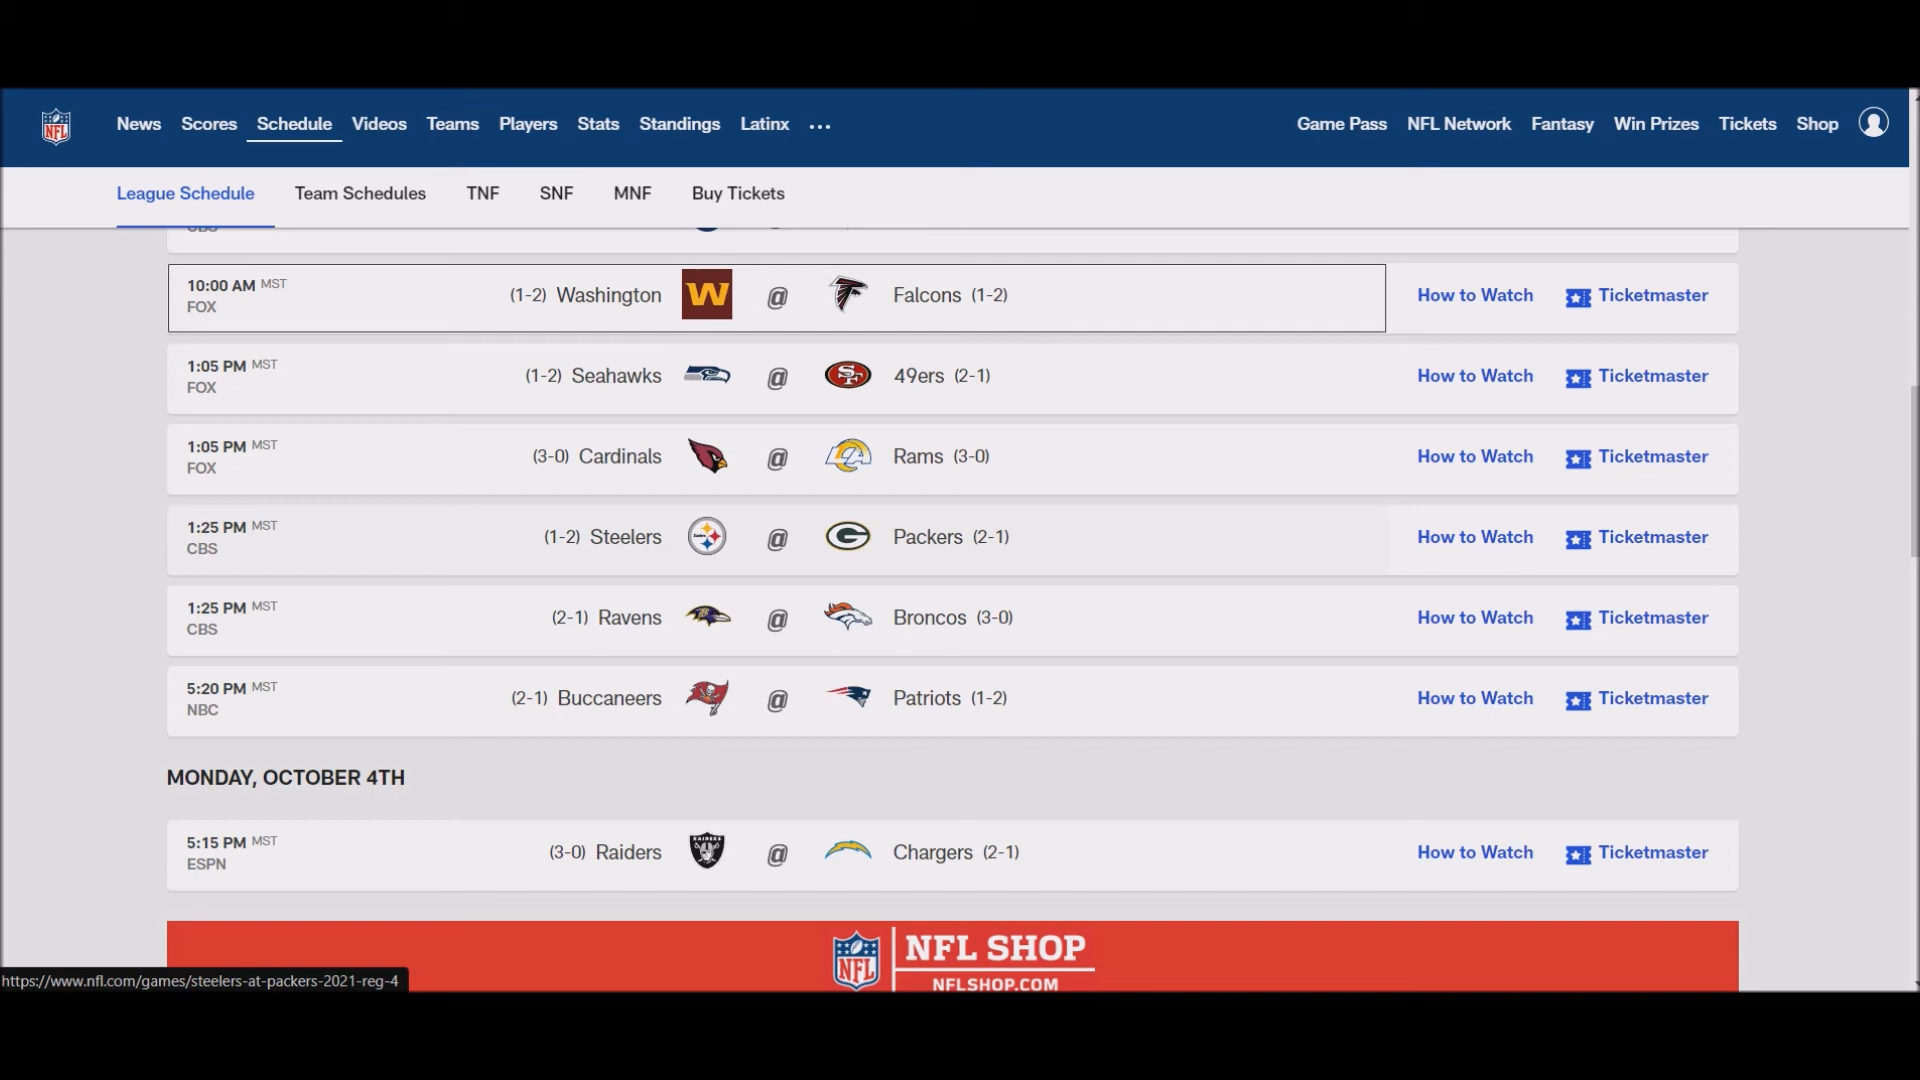 News Scores Schedule Videos Teams Players Stats Standings Latinx ... Game Pass NFL Network Fantasy Win Prizes Tickets Shop
League Schedule Team Schedules TNF SNF MNF Buy Tickets
10:00 AM MST
FOX
(1-2) Washington W @ Falcons (1-2) How to Watch Ticketmaster
1:05 PM MST
FOX
(1-2) Seahawks @ 49ers (2-1) How to Watch Ticketmaster
1:05 PM MST
FOX
(3-0) Cardinals @ Rams (3-0) How to Watch Ticketmaster
1:25 PM MST
CBS
(1-2) Steelers @ Packers (2-1) How to Watch Ticketmaster
1:25 PM MST
CBS
(2-1) Ravens @ Broncos (3-0) How to Watch Ticketmaster
5:20 PM MST
NBC
(2-1) Buccaneers @ Patriots (1-2) How to Watch Ticketmaster
MONDAY, OCTOBER 4TH
5:15 PM MST
ESPN
(3-0) Raiders @ Chargers (2-1) How to Watch Ticketmaster
NFL NFL SHOP
NFLSHOP.COM
https://www.nfl.com/games/steelers-at-packers-2021-reg-4